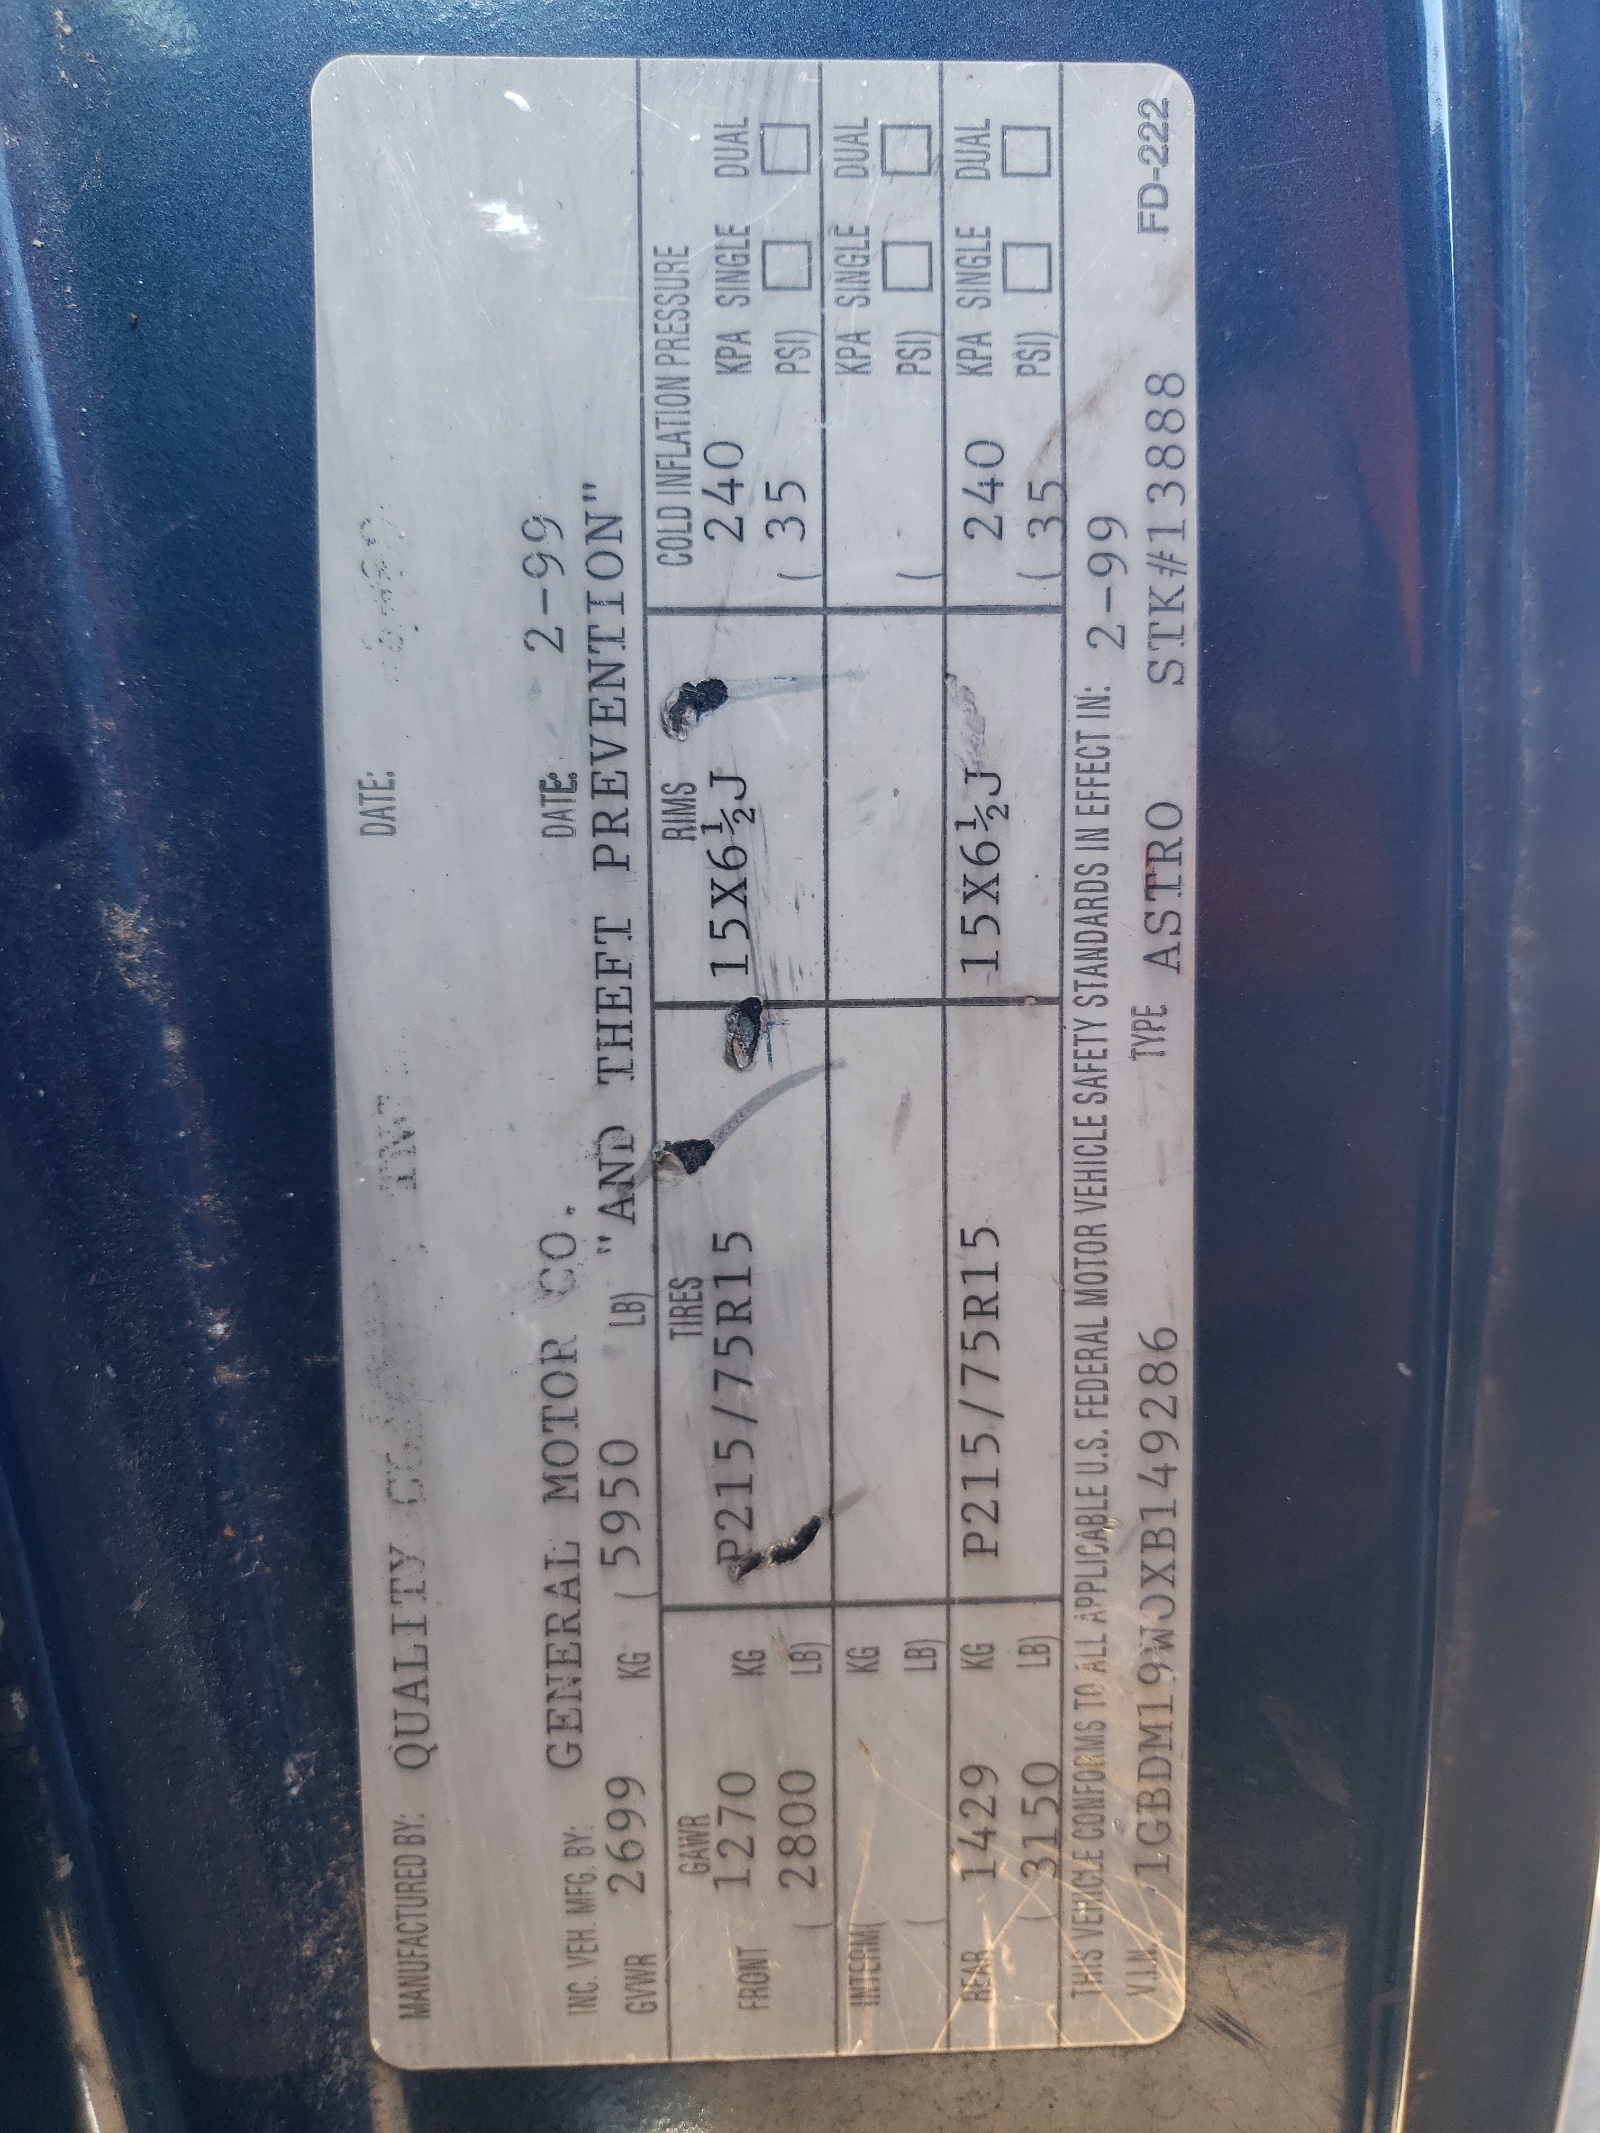 MANUFACTURED BY: QUALITY DATE:
INC. VEH. MFG. BY: GENERAL MOTOR CO. DATE: 2-99
GVWR 2699 KG ( 5950 LB) "AND THEFT PREVENTION"
GAWR TIRES RIMS COLD INFLATION PRESSURE
FRONT 1270 KG P215/75R15 15X6½J 240 KPA SINGLE DUAL
( 2800 LB) ( 35 PSI)
INTERM( KG KPA SINGLE DUAL
( LB) ( PSI)
REAR 1429 KG P215/75R15 15X6½J 240 KPA SINGLE DUAL
( 3150 LB) ( 35 PSI)
THIS VEHICLE CONFORMS TO ALL APPLICABLE U.S. FEDERAL MOTOR VEHICLE SAFETY STANDARDS IN EFFECT IN: 2-99
V.I.N. 1GBDM19WOXB149286 TYPE ASTRO STK#13888 FD-222